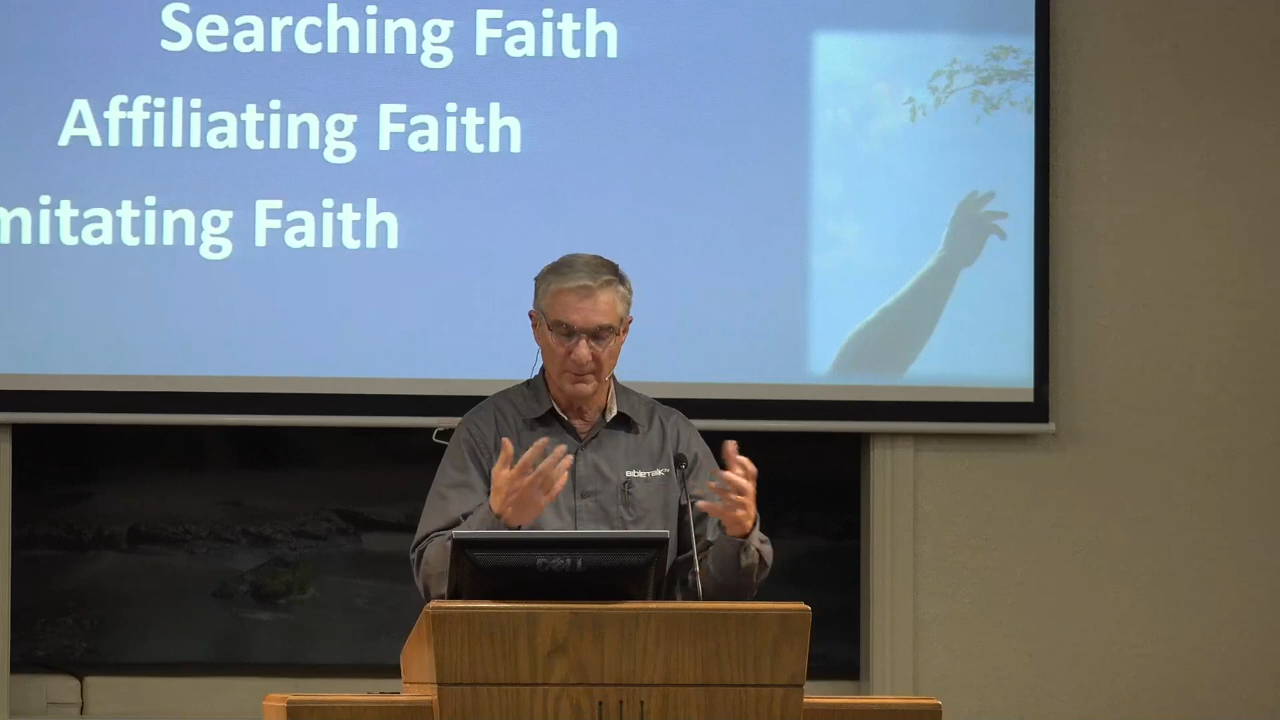 Searching Faith
Affiliating Faith
mitating Faith
BibleTalk
DELL